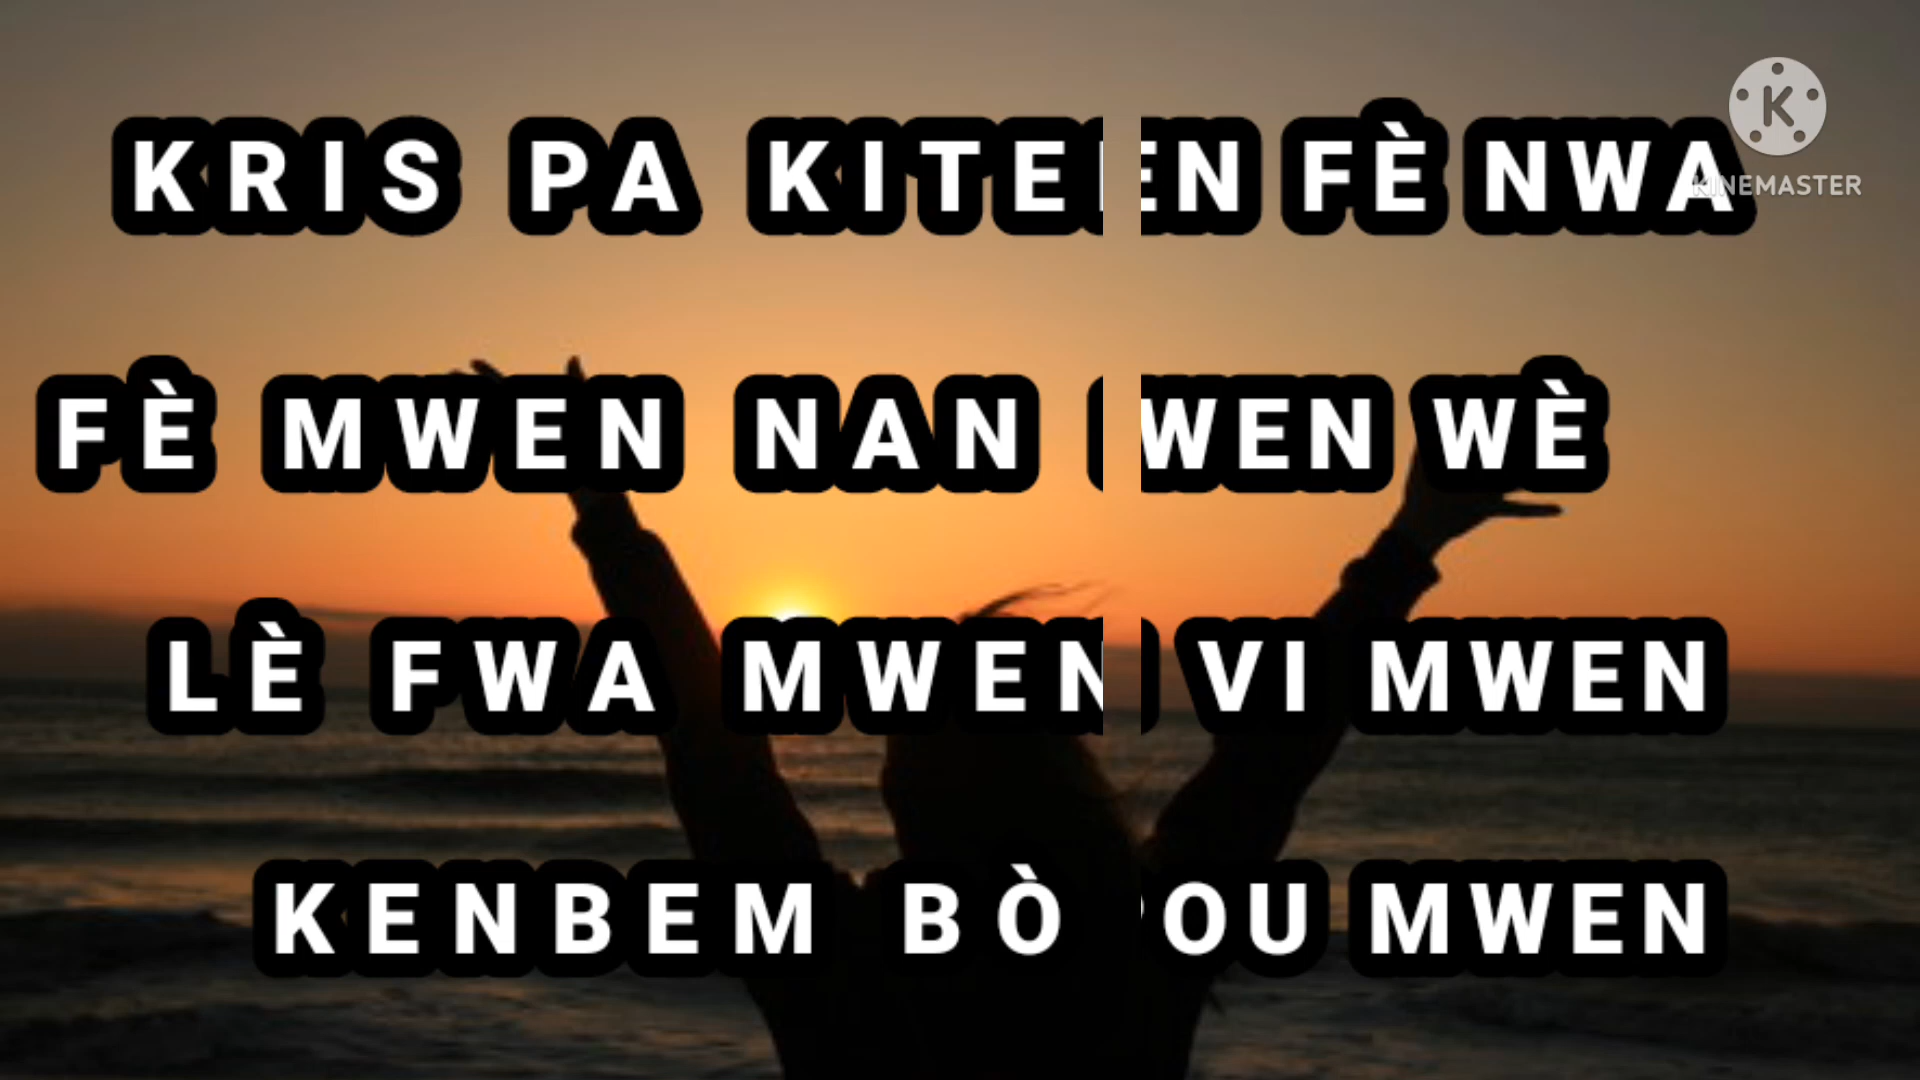 KRIS PA KITE EN FÈ NWA
KINEMASTER
FÈ MWEN NAN WEN WÈ
LÈ FWA MWEN VI MWEN
KENBEM BÒ OU MWEN